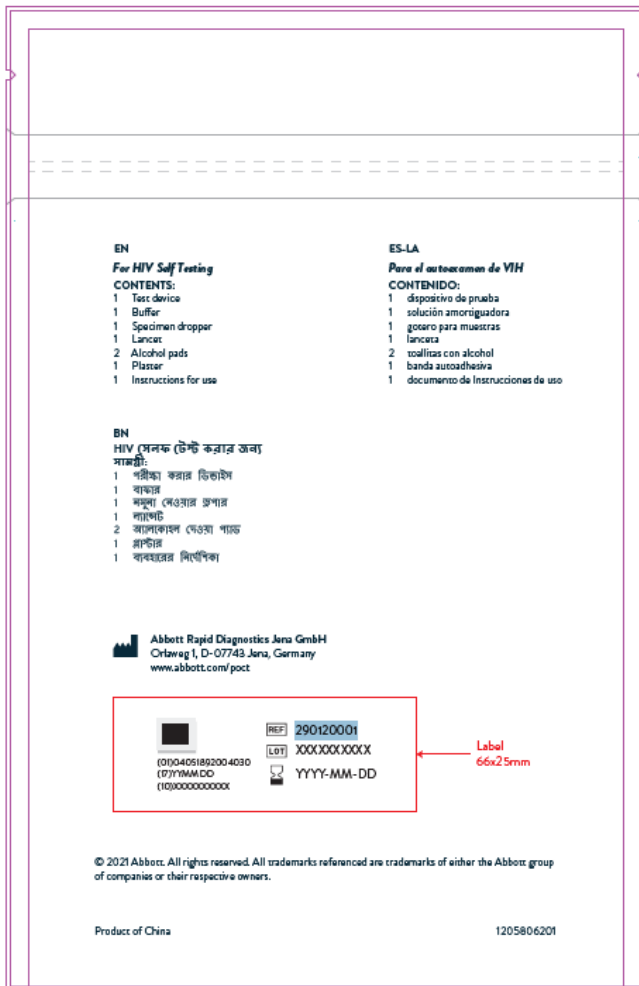 EN
For HIV Self Testing
CONTENTS:
1 Test device
1 Buffer
1 Specimen dropper
1 Lancet
2 Alcohol pads
1 Plaster
1 Instructions for use
ES-LA
Para el autoexamen de VIH
CONTENIDO:
1 dispositivo de prueba
1 solución amortiguadora
1 gotero para muestras
1 lanceta
2 toallitas con alcohol
1 banda autoadhesiva
1 documento de Instrucciones de uso
BN
HIV সেলফ টেস্ট করার জন্য
সামগ্রী:
1 পরীক্ষা করার ডিভাইস
1 বাফার
1 নমুনা নেওয়ার ড্রপার
1 ল্যান্সেট
2 অ্যালকোহল দেওয়া প্যাড
1 প্লাস্টার
1 ব্যবহারের নির্দেশিকা
Abbott Rapid Diagnostics Jena GmbH
Orlaweg 1, D-07743 Jena, Germany
www.abbott.com/poct
(01)04051892004030
(17)YYMMDD
(10)XXXXXXXXXX
REF 290120001
LOT XXXXXXXXXX
YYYY-MM-DD
Label
66x25mm
© 2021 Abbott. All rights reserved. All trademarks referenced are trademarks of either the Abbott group
of companies or their respective owners.
Product of China
1205806201